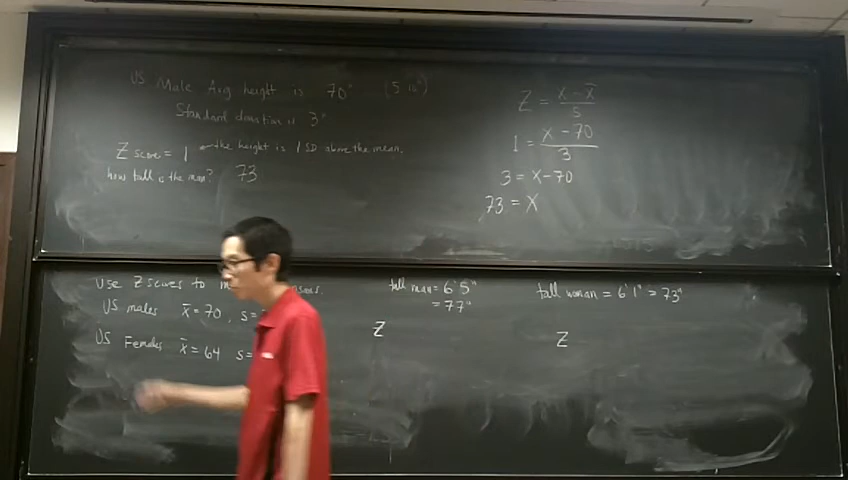 US Male Avg height is 70" (5'10")
Standard deviation is 3"
Z score = 1 the height is 1 SD above the mean.
how tall is the man? 73
Z = x - x̄ / s
1 = x - 70 / 3
3 = x - 70
73 = x
Use Z scores to
US males x̄ = 70, s =
US Females x̄ = 64 s =
tall man = 6'5"
= 77"
Z
tall woman = 6'1" = 73"
Z